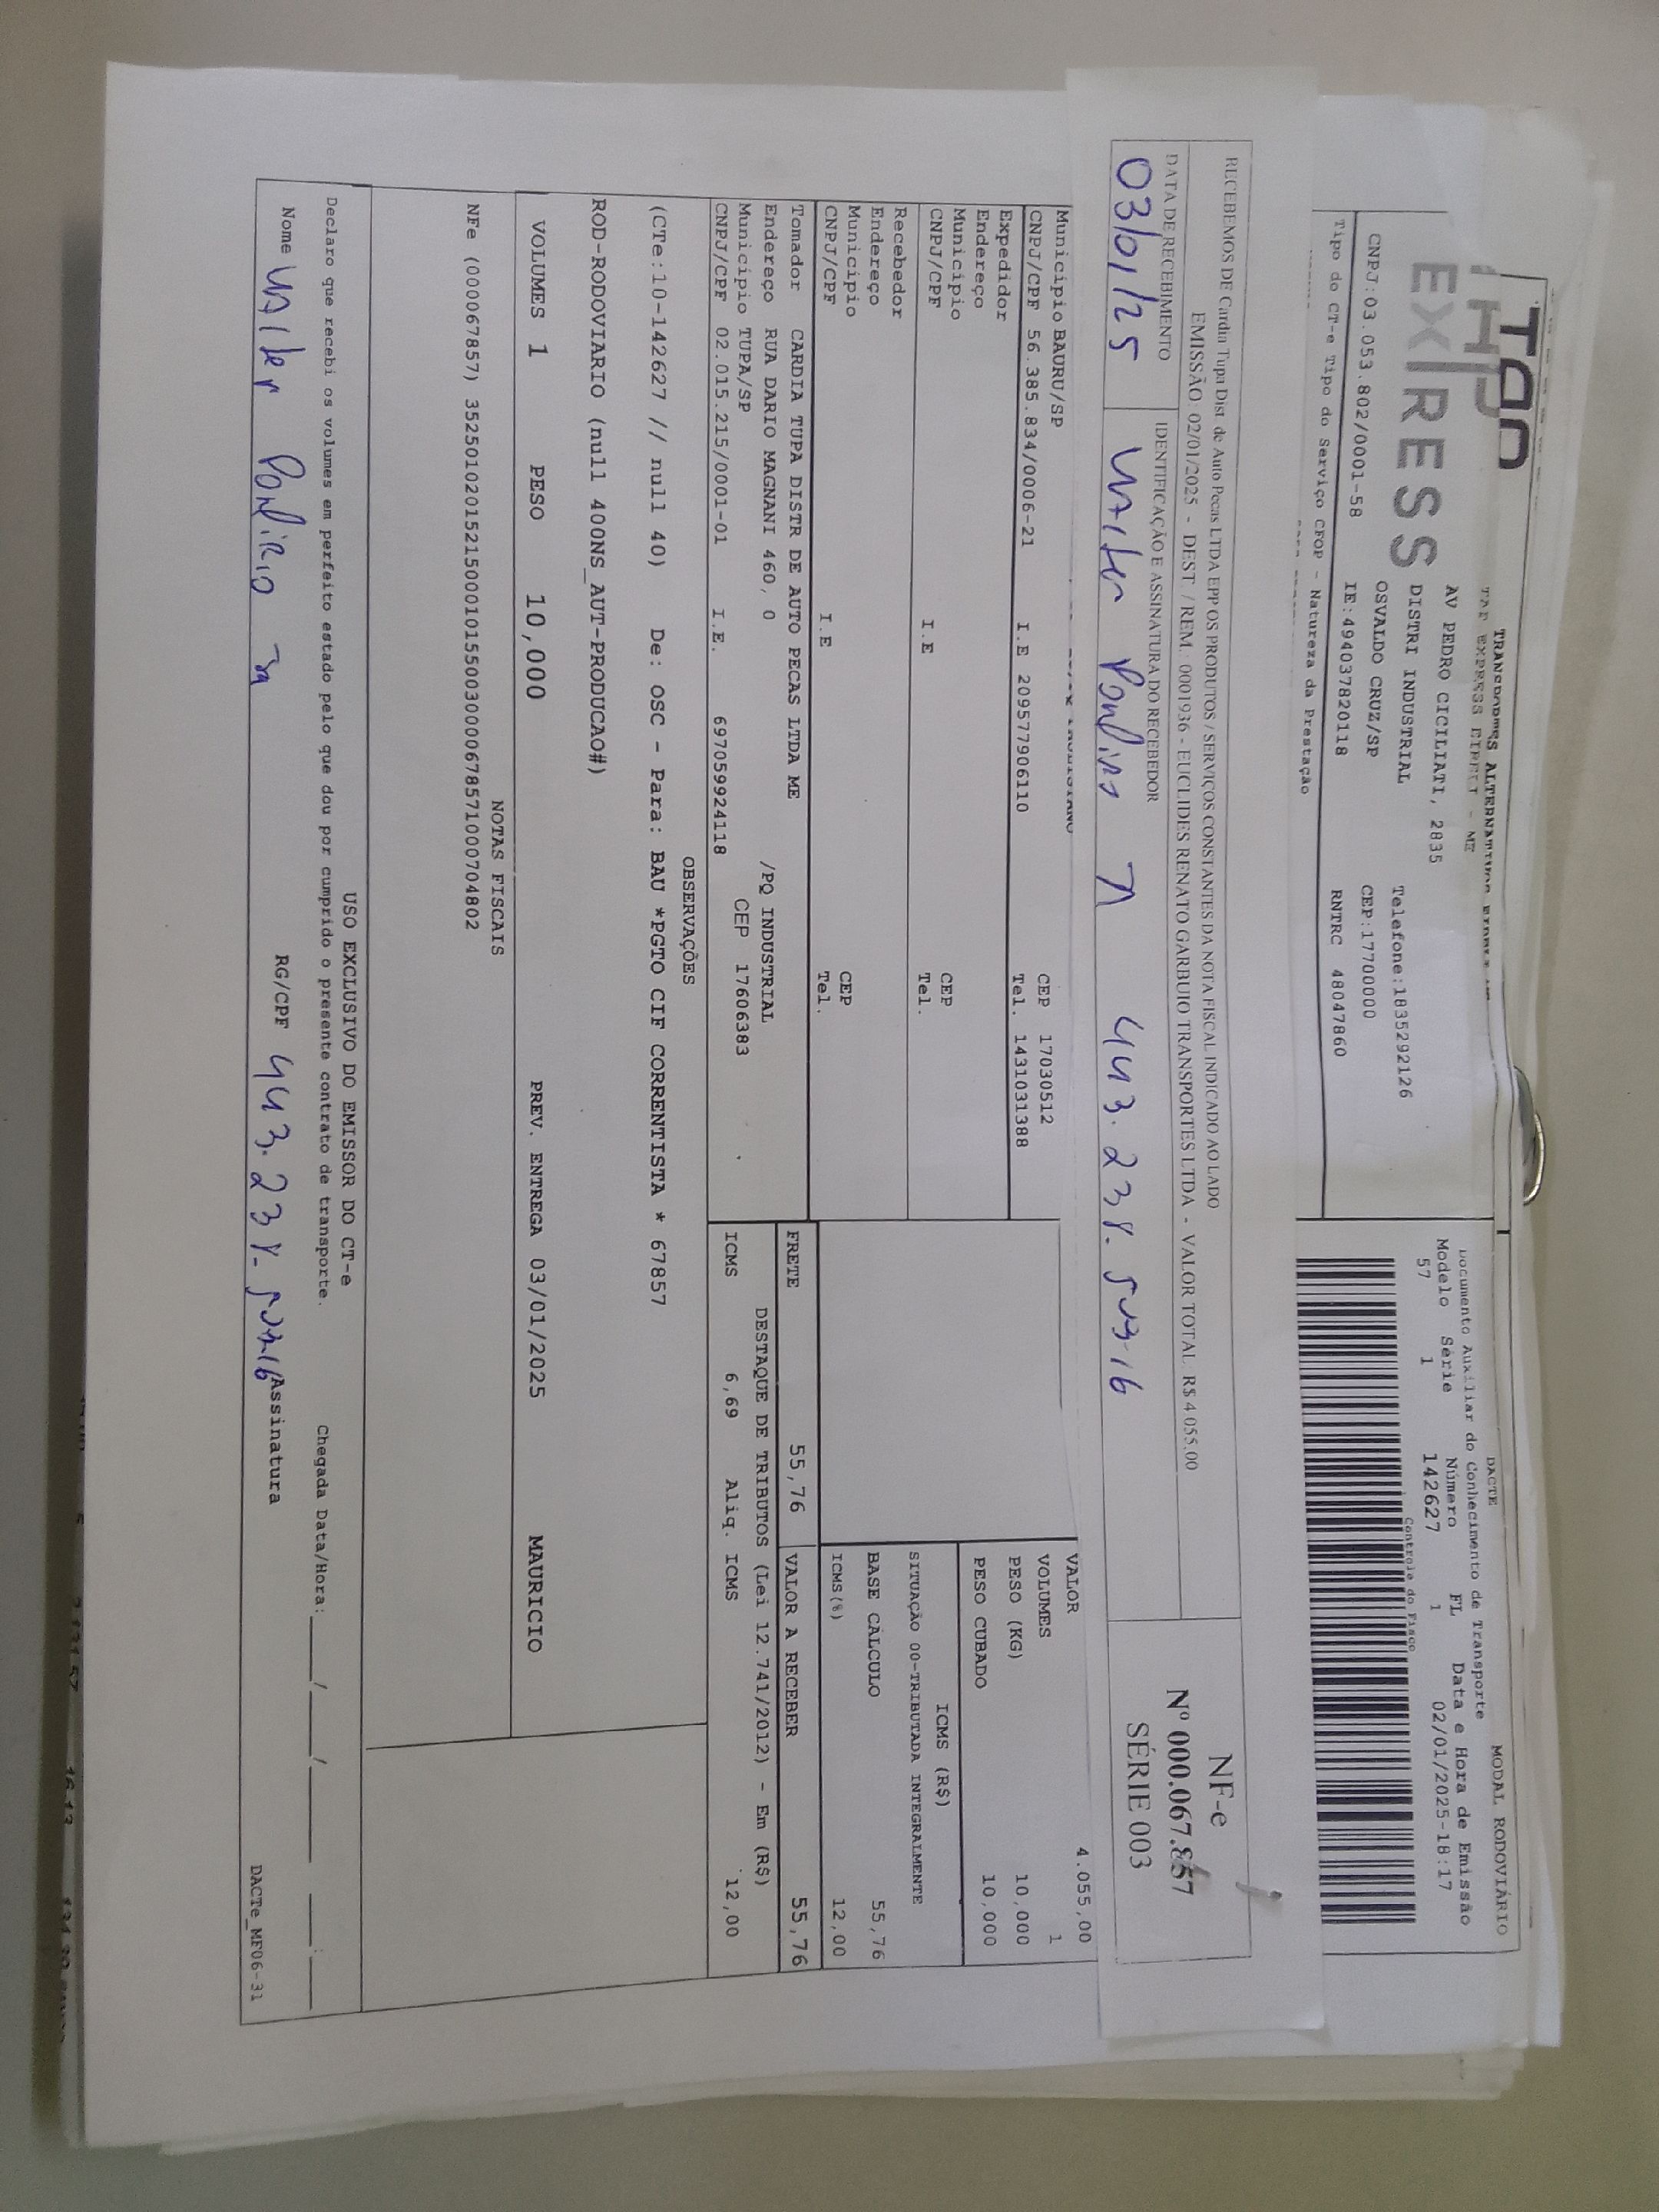 TAP
EXPRESS
TAP EXPRESS EIRELI - ME
AV PEDRO CICILIATI, 2835
DISTRI INDUSTRIAL
Telefone:1835292126
OSVALDO CRUZ/SP
CEP:17700000
CNPJ:03.053.802/0001-58
IE:494037820118
RNTRC 48047860
Tipo do CT-e Tipo do Serviço CFOP - Natureza da Prestação
DACTE
MODAL RODOVIÁRIO
Documento Auxiliar do Conhecimento de Transporte
Modelo Série Número FL Data e Hora de Emissão
57 1 142627 1 02/01/2025-18:17
Controle do Fisco
RECEBEMOS DE Cardia Tupa Dist. de Auto Pecas LTDA EPP OS PRODUTOS / SERVIÇOS CONSTANTES DA NOTA FISCAL INDICADO AO LADO
EMISSÃO: 02/01/2025 - DEST / REM.: 0001936 - EUCLIDES RENATO GARBUIO TRANSPORTES LTDA - VALOR TOTAL: R$ 4.055,00
DATA DE RECEBIMENTO
IDENTIFICAÇÃO E ASSINATURA DO RECEBEDOR
03/01/25
NF-e
Nº 000.067.857
SÉRIE 003
Município BAURU/SP
CEP 17030512
CNPJ/CPF 56.385.834/0006-21 I.E 209577906110 Tel. 1431031388
Expedidor
Endereço
Município CEP
CNPJ/CPF I.E Tel.
Recebedor
Endereço
Município CEP
CNPJ/CPF I.E Tel.
Tomador CARDIA TUPA DISTR DE AUTO PECAS LTDA ME
Endereço RUA DARIO MAGNANI 460, 0 /PQ INDUSTRIAL
Município TUPA/SP CEP 17606383
CNPJ/CPF 02.015.215/0001-01 I.E. 697059924118
VALOR 4.055,00
VOLUMES 1
PESO (KG) 10,000
PESO CUBADO 10,000
ICMS (R$)
SITUAÇÃO 00-TRIBUTADA INTEGRALMENTE
BASE CÁLCULO 55,76
ICMS(%) 12,00
FRETE 55,76 VALOR A RECEBER 55,76
DESTAQUE DE TRIBUTOS (Lei 12.741/2012) - Em (R$)
ICMS 6,69 Aliq. ICMS 12,00
OBSERVAÇÕES
(CTe:10-142627 // null 40) De: OSC - Para: BAU *PGTO CIF CORRENTISTA * 67857
ROD-RODOVIARIO (null 400NS_AUT-PRODUCAO#)
VOLUMES 1 PESO 10,000 PREV. ENTREGA 03/01/2025 MAURICIO
NOTAS FISCAIS
NFe (000067857) 35250102015215000101550030000678571000704802
USO EXCLUSIVO DO EMISSOR DO CT-e
Declaro que recebi os volumes em perfeito estado pelo que dou por cumprido o presente contrato de transporte. Chegada Data/Hora:____/____/____ ____:____
Nome RG/CPF Assinatura
DACTe_MF06-31